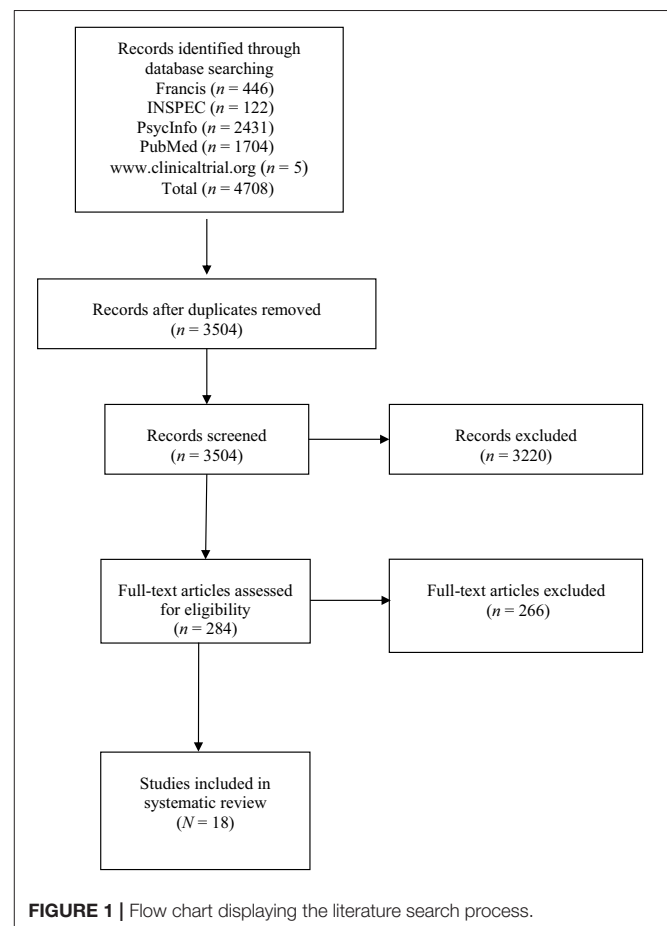 Records identified through
database searching
Francis (n = 446)
INSPEC (n = 122)
PsycInfo (n = 2431)
PubMed (n = 1704)
www.clinicaltrial.org (n = 5)
Total (n = 4708)
Records after duplicates removed
(n = 3504)
Records screened
(n = 3504)
Records excluded
(n = 3220)
Full-text articles assessed
for eligibility
(n = 284)
Full-text articles excluded
(n = 266)
Studies included in
systematic review
(N = 18)
FIGURE 1 | Flow chart displaying the literature search process.